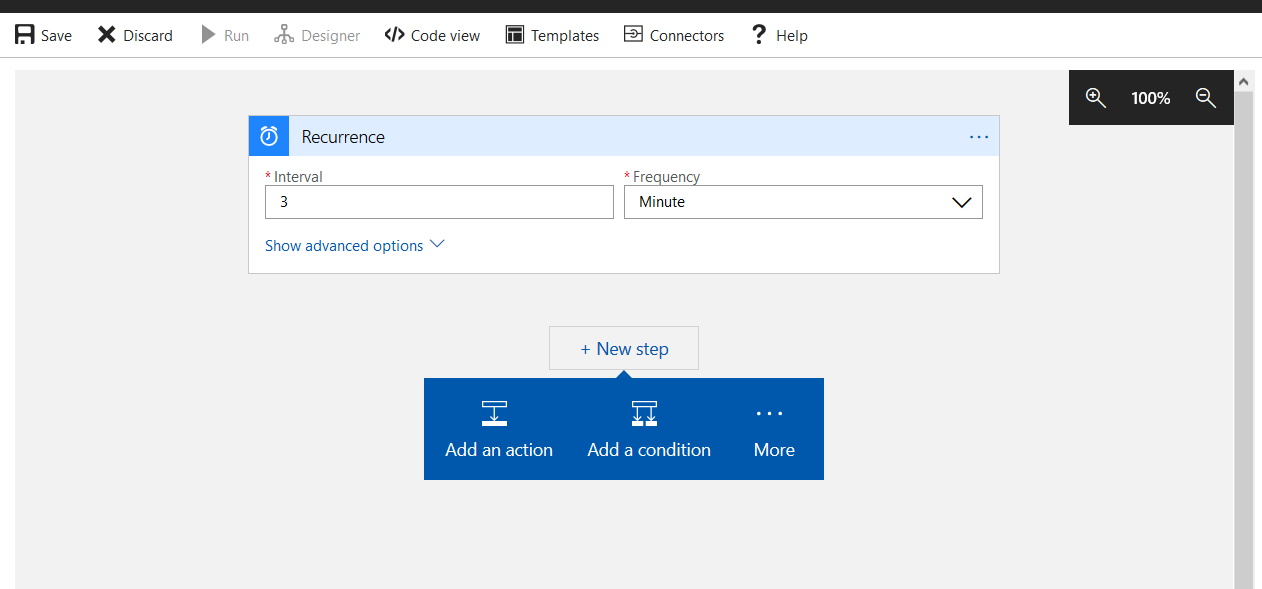 Save Discard Run Designer </> Code view Templates Connectors ? Help
100%
Recurrence ...
* Interval * Frequency
3 Minute
Show advanced options
+ New step
...
Add an action Add a condition More